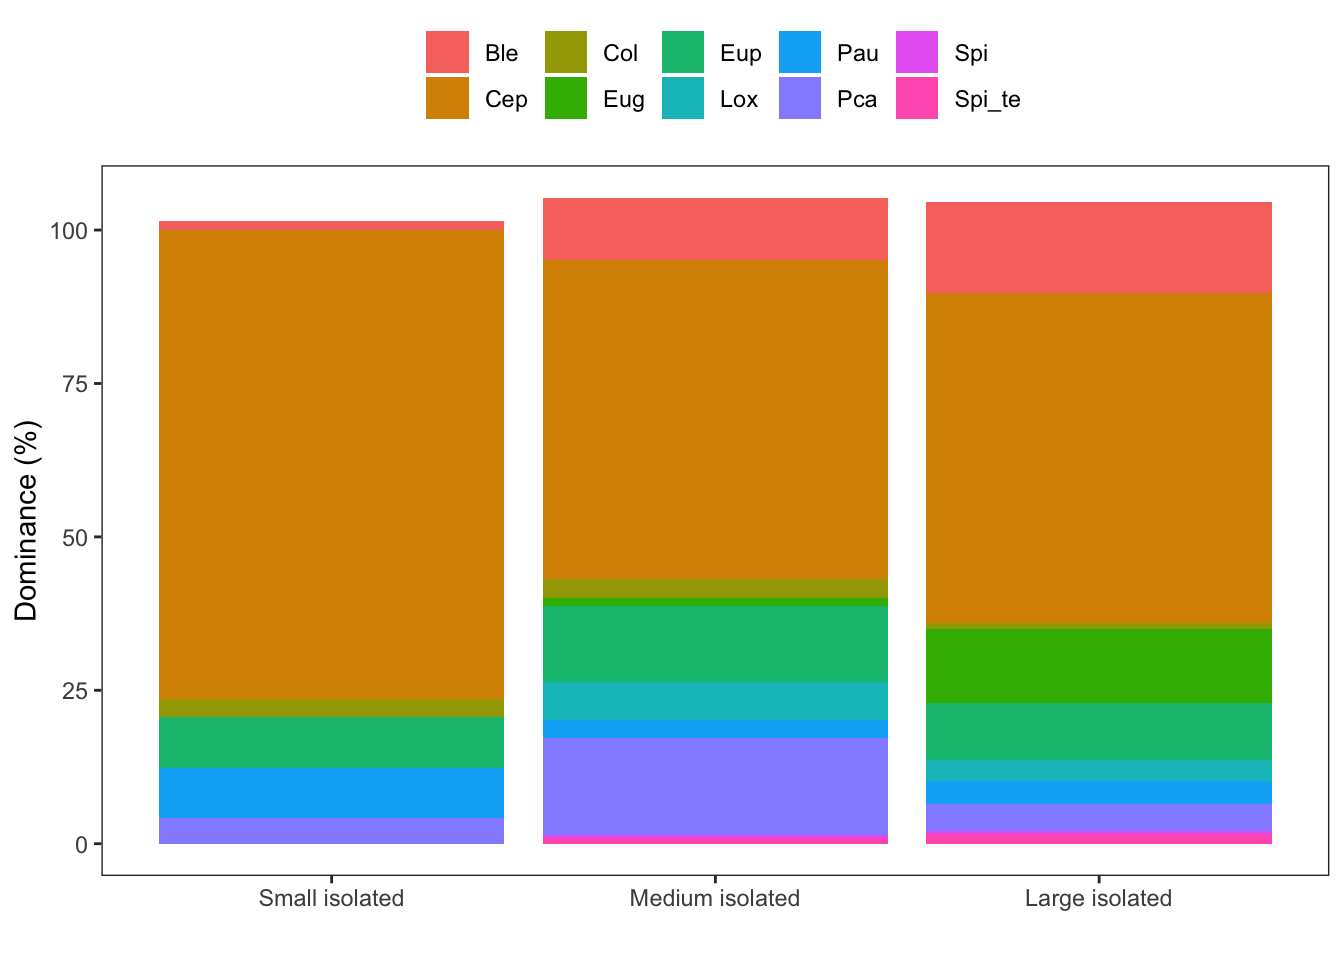 Ble Col Eup Pau Spi
Cep Eug Lox Pca Spi_te
Dominance (%)
100
75
50
25
0
Small isolated Medium isolated Large isolated